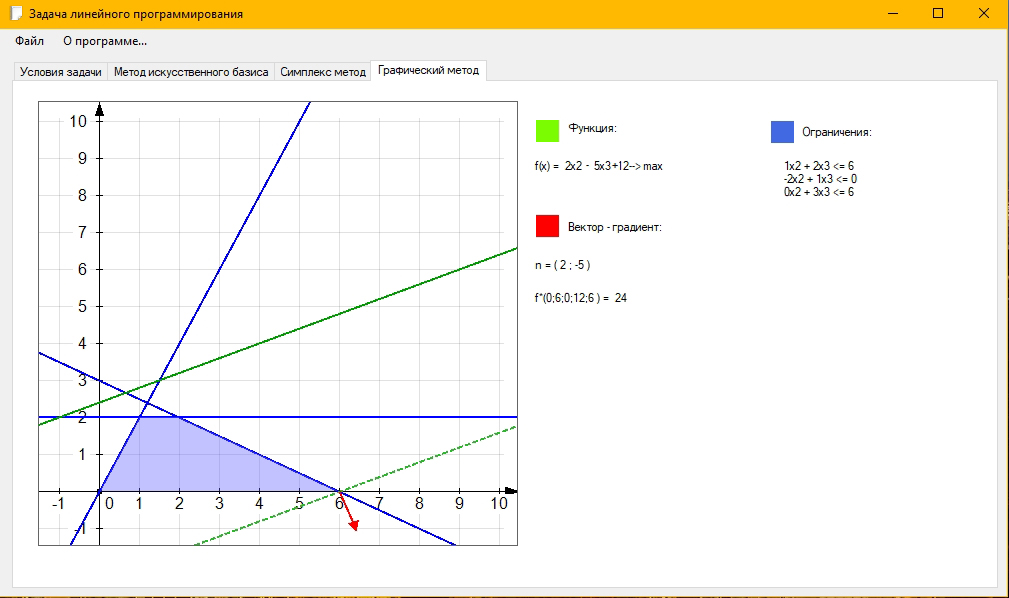 Задача линейного программирования
Файл О программе...
Условия задачи Метод искусственного базиса Симплекс метод Графический метод
10
9
8
7
6
5
4
3
2
1
-1
-1 0 1 2 3 4 5 6 7 8 9 10
Функция:
f(x) = 2x2 - 5x3+12--> max
Вектор - градиент:
n = ( 2 ; -5 )
f*(0;6;0;12;6 ) = 24
Ограничения:
1x2 + 2x3 <= 6
-2x2 + 1x3 <= 0
0x2 + 3x3 <= 6